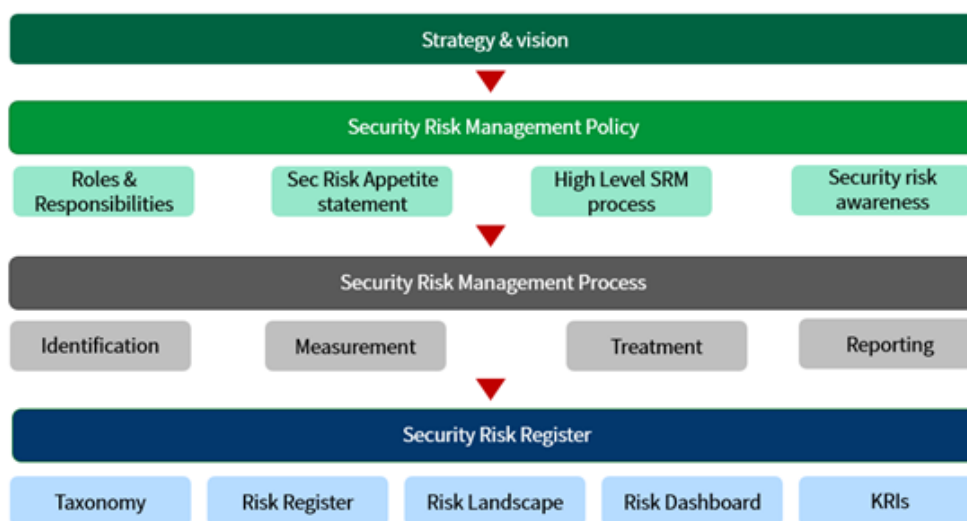 Strategy & vision
Security Risk Management Policy
Roles &
Responsibilities
Sec Risk Appetite
statement
High Level SRM
process
Security risk
awareness
Security Risk Management Process
Identification
Measurement
Treatment
Reporting
Security Risk Register
Taxonomy
Risk Register
Risk Landscape
Risk Dashboard
KRIs